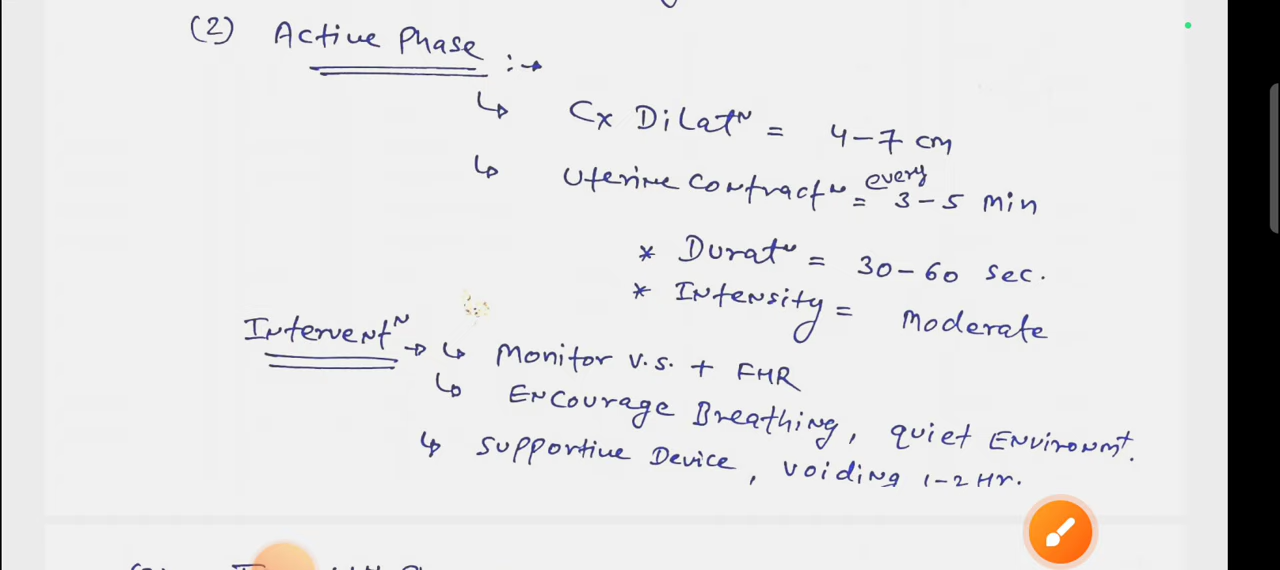 (2) Active Phase :→
↳ Cx Dilatᴺ = 4-7 cm
↳ Uterine Contractᴺ = every 3-5 min
* Duratᴺ = 30-60 sec.
* Intensity = Moderate
Interventᴺ → ↳ Monitor V.S. + FHR
↳ Encourage Breathing, quiet Environmt.
↳ Supportive Device, Voiding 1-2 Hr.